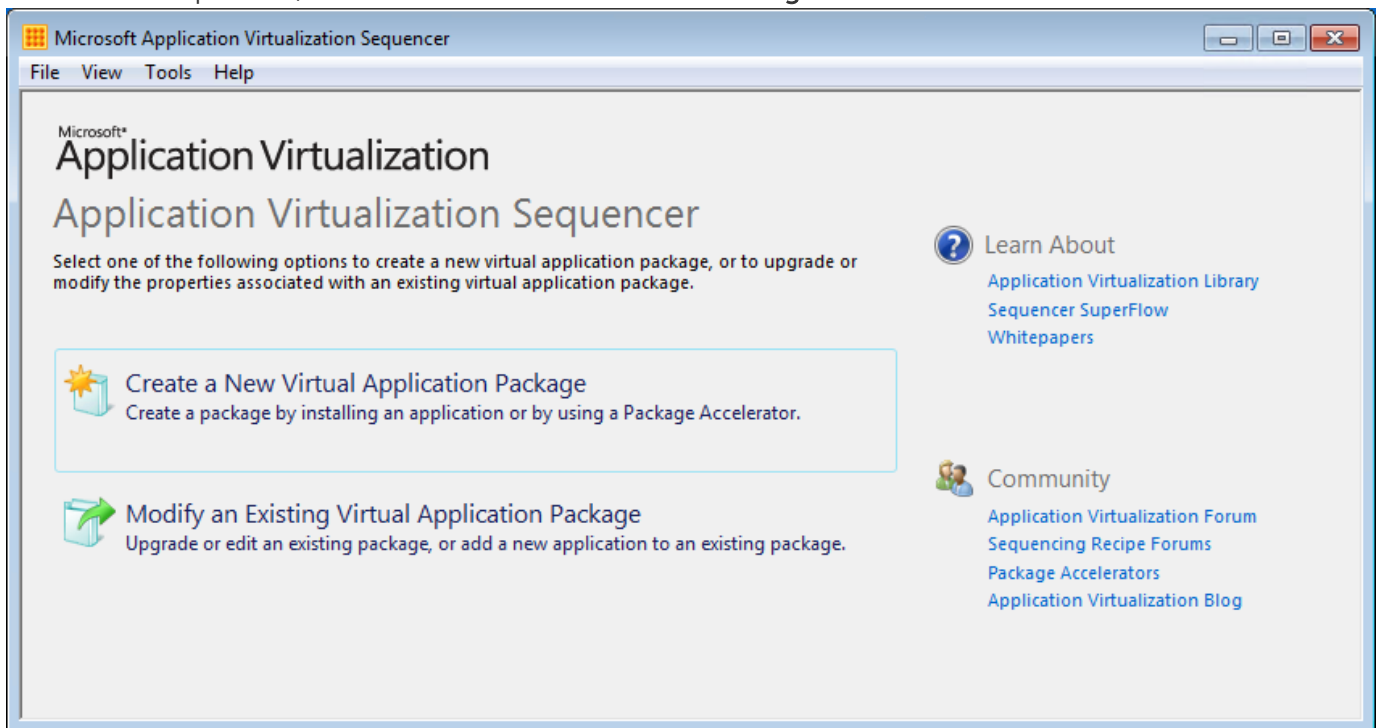 Microsoft Application Virtualization Sequencer
File View Tools Help
Microsoft®
Application Virtualization
Application Virtualization Sequencer
Select one of the following options to create a new virtual application package, or to upgrade or
modify the properties associated with an existing virtual application package.
Create a New Virtual Application Package
Create a package by installing an application or by using a Package Accelerator.
Modify an Existing Virtual Application Package
Upgrade or edit an existing package, or add a new application to an existing package.
Learn About
Application Virtualization Library
Sequencer SuperFlow
Whitepapers
Community
Application Virtualization Forum
Sequencing Recipe Forums
Package Accelerators
Application Virtualization Blog